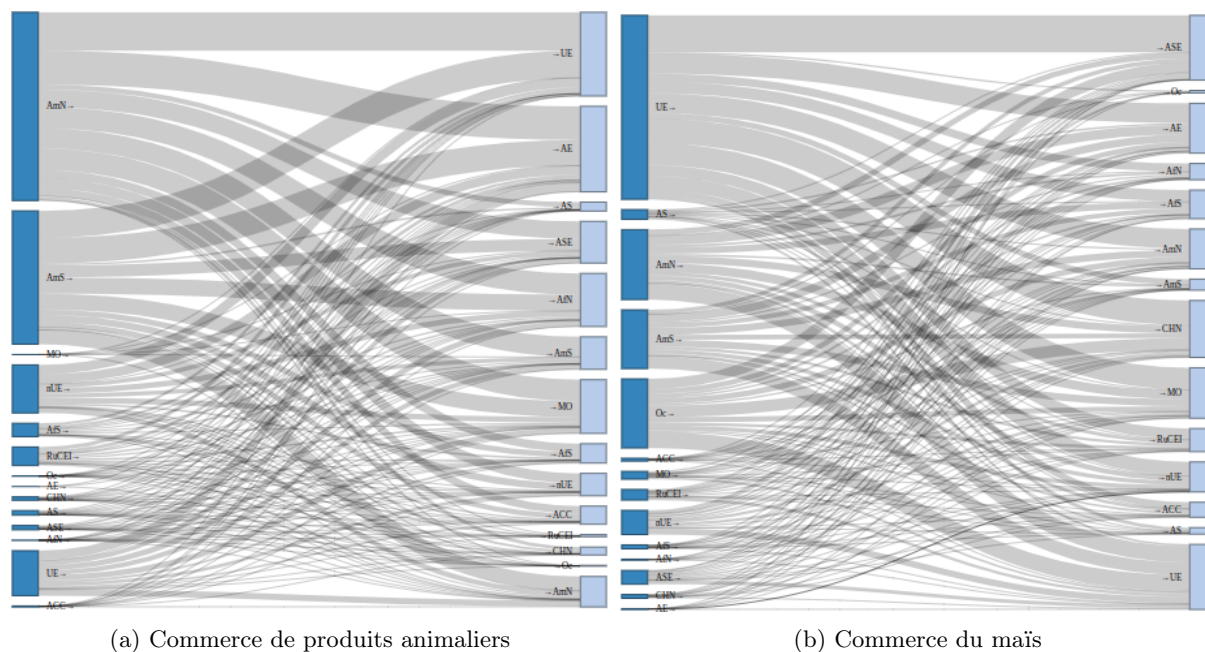 AmN→
AmS→
MO→
nUE→
AfS→
RuCEI→
Oc→
AE→
CHN→
AS→
ASE→
AfN→
UE→
ACC→
→UE
→AE
→AS
→ASE
→AfN
→AmS
→MO
→AfS
→nUE
→ACC
→RuCEI
→CHN
→Oc
→AmN
(a) Commerce de produits animaliers
UE→
AS→
AmN→
AmS→
Oc→
ACC→
MO→
RuCEI→
nUE→
AfS→
AfN→
ASE→
CHN→
AE→
→ASE
→Oc
→AE
→AfN
→AfS
→AmN
→AmS
→CHN
→MO
→RuCEI
→nUE
→ACC
→AS
→UE
(b) Commerce du maïs